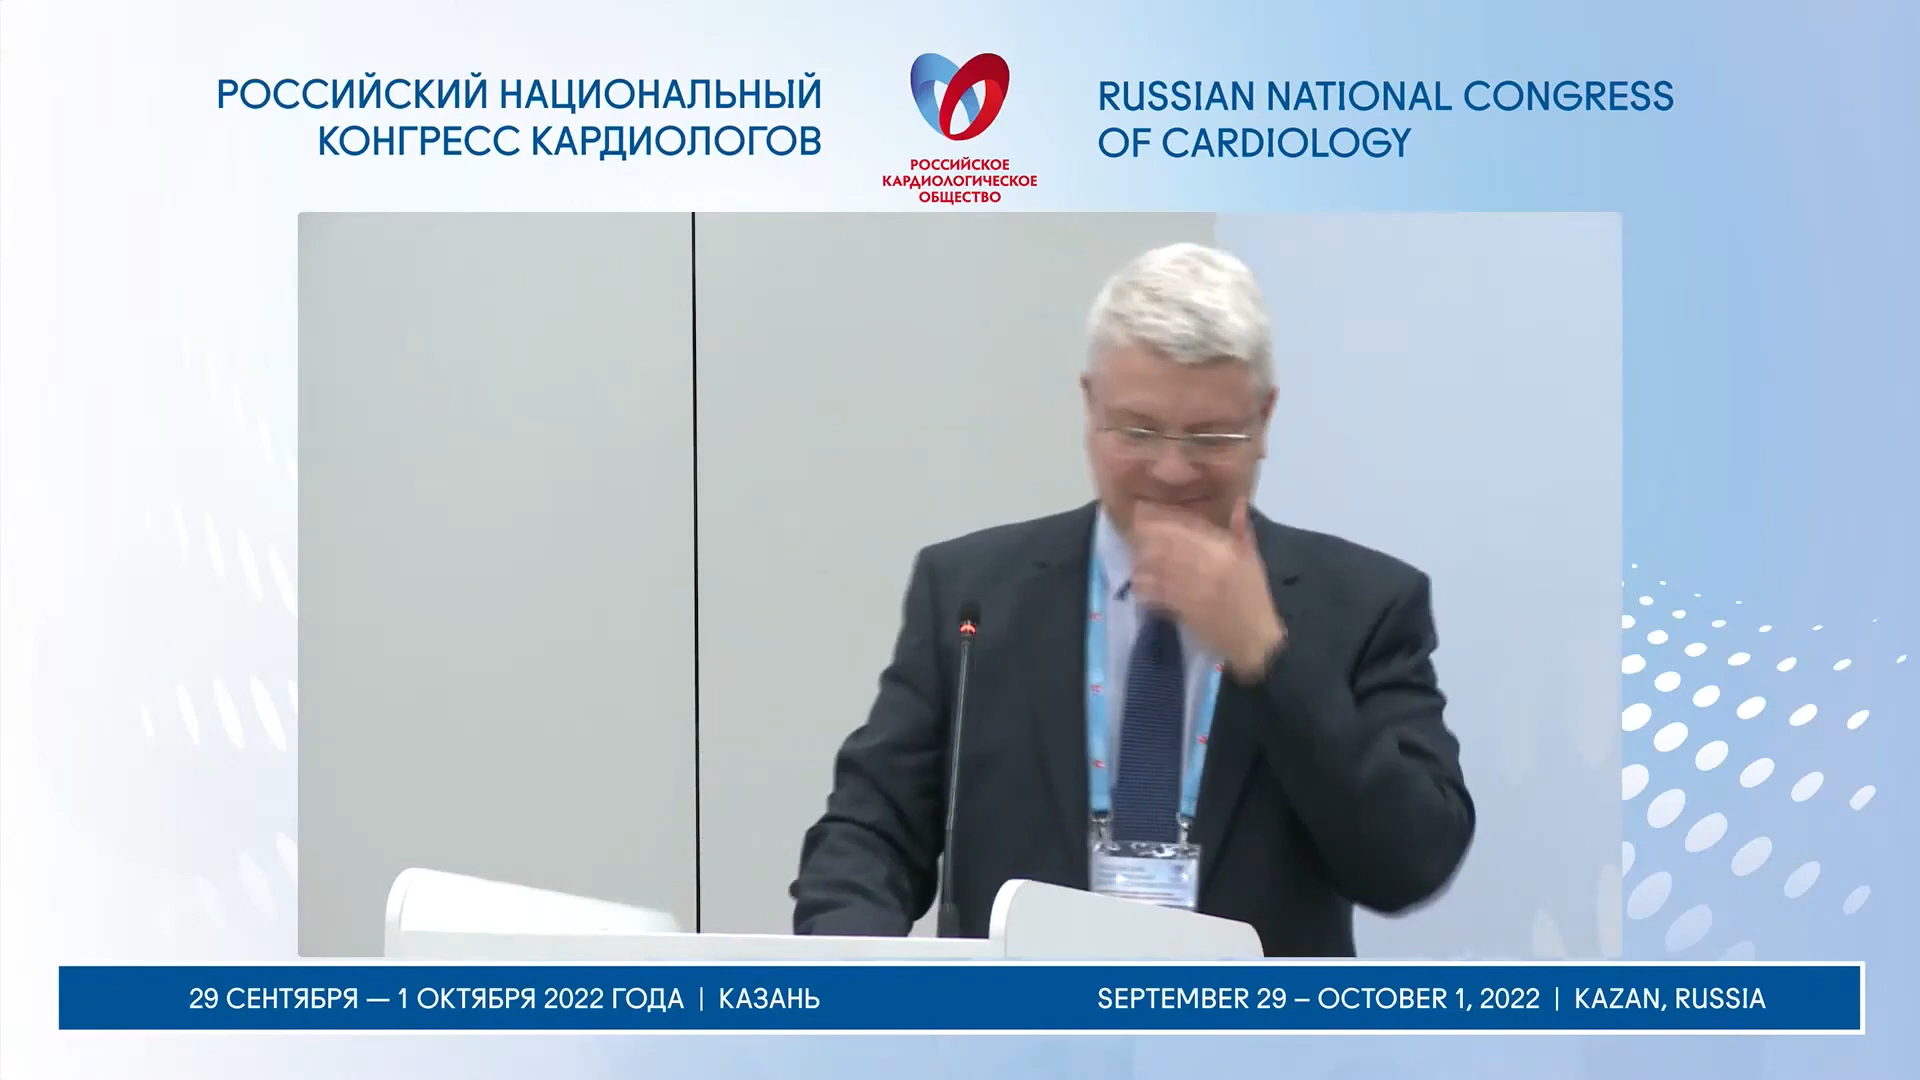 РОССИЙСКИЙ НАЦИОНАЛЬНЫЙ
КОНГРЕСС КАРДИОЛОГОВ
РОССИЙСКОЕ
КАРДИОЛОГИЧЕСКОЕ
ОБЩЕСТВО
RUSSIAN NATIONAL CONGRESS
OF CARDIOLOGY
29 СЕНТЯБРЯ — 1 ОКТЯБРЯ 2022 ГОДА | КАЗАНЬ
SEPTEMBER 29 – OCTOBER 1, 2022 | KAZAN, RUSSIA